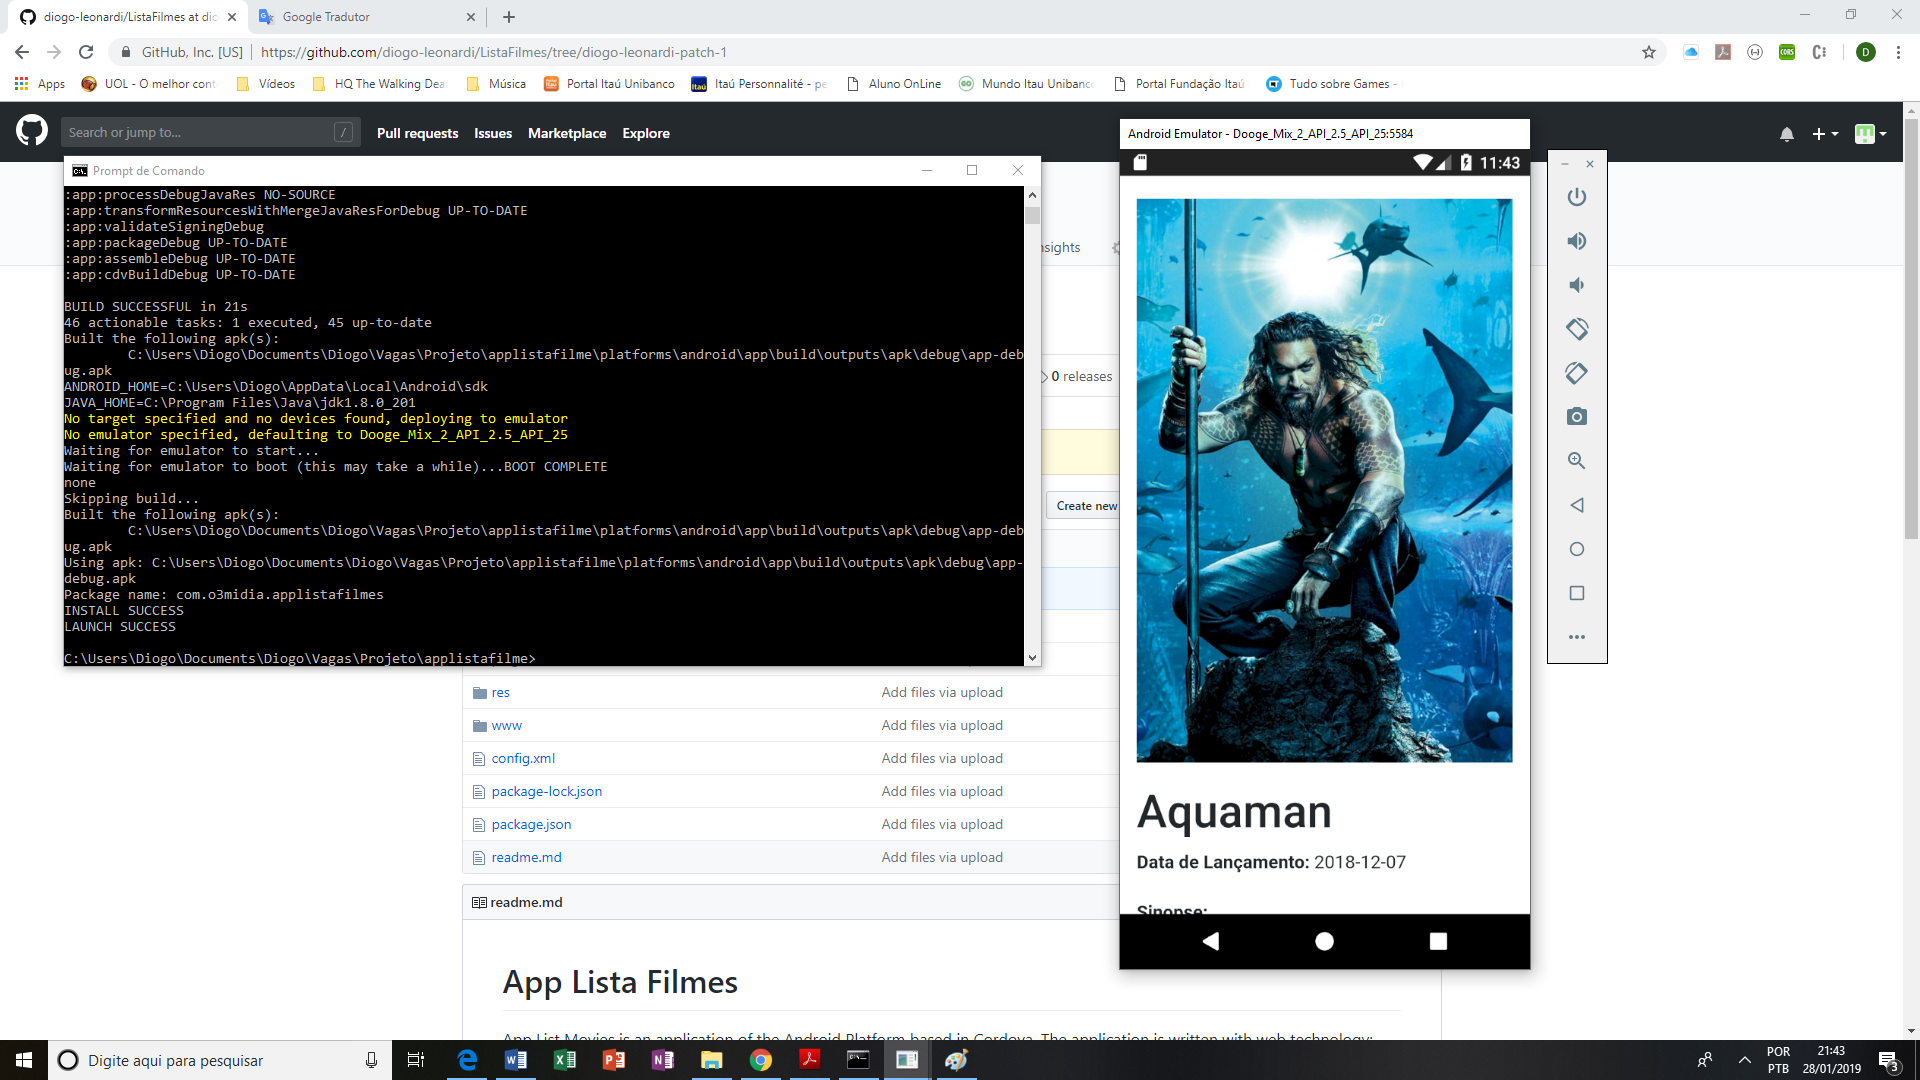 diogo-leonardi/ListaFilmes at dio
Google Tradutor
GitHub, Inc. [US]
https://github.com/diogo-leonardi/ListaFilmes/tree/diogo-leonardi-patch-1
CORS
D
Apps
UOL - O melhor cont
Vídeos
HQ The Walking Dea
Música
Portal Itaú Unibanco
Itaú Personnalité - pe
Aluno OnLine
Mundo Itau Unibanc
Portal Fundação Itaú
Tudo sobre Games -
Search or jump to...
/
Pull requests
Issues
Marketplace
Explore
Prompt de Comando
:app:processDebugJavaRes NO-SOURCE
:app:transformResourcesWithMergeJavaResForDebug UP-TO-DATE
:app:validateSigningDebug
:app:packageDebug UP-TO-DATE
:app:assembleDebug UP-TO-DATE
:app:cdvBuildDebug UP-TO-DATE
BUILD SUCCESSFUL in 21s
46 actionable tasks: 1 executed, 45 up-to-date
Built the following apk(s):
C:\Users\Diogo\Documents\Diogo\Vagas\Projeto\applistafilme\platforms\android\app\build\outputs\apk\debug\app-deb
ug.apk
ANDROID_HOME=C:\Users\Diogo\AppData\Local\Android\sdk
JAVA_HOME=C:\Program Files\Java\jdk1.8.0_201
No target specified and no devices found, deploying to emulator
No emulator specified, defaulting to Dooge_Mix_2_API_2.5_API_25
Waiting for emulator to start...
Waiting for emulator to boot (this may take a while)...BOOT COMPLETE
none
Skipping build...
Built the following apk(s):
C:\Users\Diogo\Documents\Diogo\Vagas\Projeto\applistafilme\platforms\android\app\build\outputs\apk\debug\app-deb
ug.apk
Using apk: C:\Users\Diogo\Documents\Diogo\Vagas\Projeto\applistafilme\platforms\android\app\build\outputs\apk\debug\app-
debug.apk
Package name: com.o3midia.applistafilmes
INSTALL SUCCESS
LAUNCH SUCCESS
C:\Users\Diogo\Documents\Diogo\Vagas\Projeto\applistafilme>
nsights
0 releases
Create new
res
Add files via upload
www
Add files via upload
config.xml
Add files via upload
package-lock.json
Add files via upload
package.json
Add files via upload
readme.md
Add files via upload
readme.md
App Lista Filmes
App List Movies is an application of the Android Platform based in Cordova. The application is written with web technology:
Android Emulator - Dooge_Mix_2_API_2.5_API_25:5584
11:43
Aquaman
Data de Lançamento: 2018-12-07
Sinopse:
Digite aqui para pesquisar
POR
PTB
21:43
28/01/2019
3